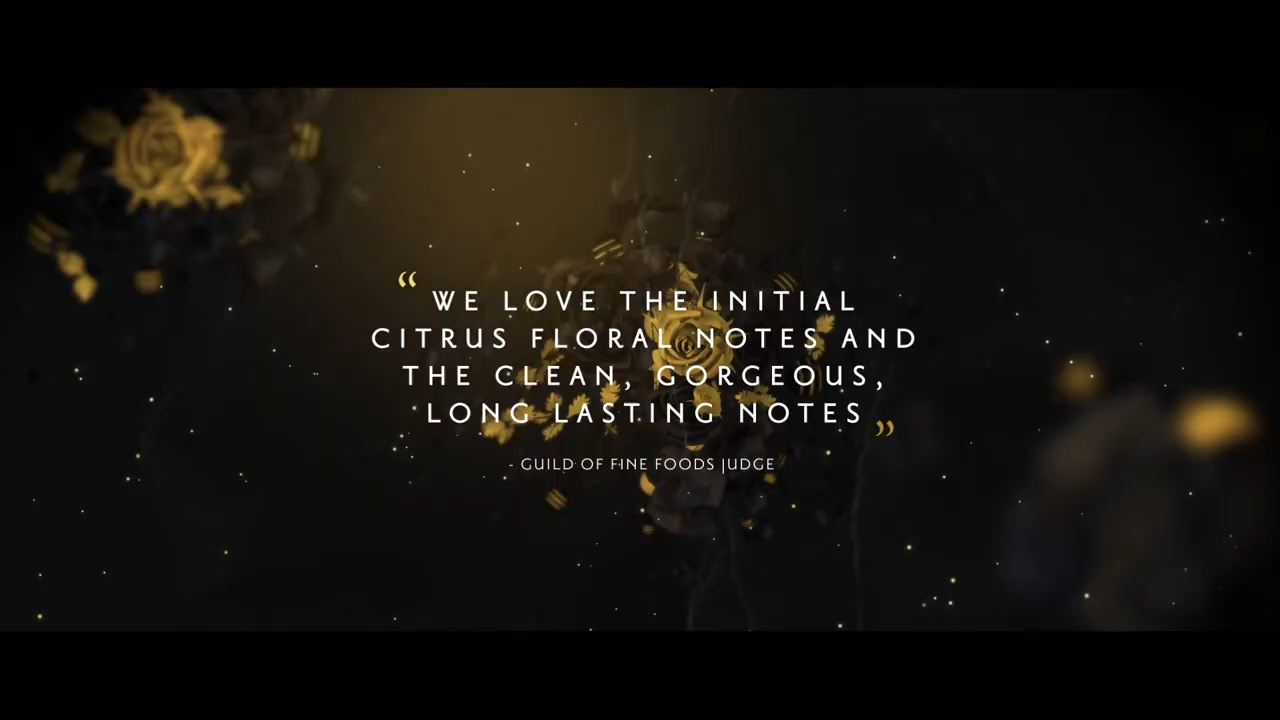 “ WE LOVE THE INITIAL
CITRUS FLORAL NOTES AND
THE CLEAN, GORGEOUS,
LONG LASTING NOTES ”
- GUILD OF FINE FOODS JUDGE